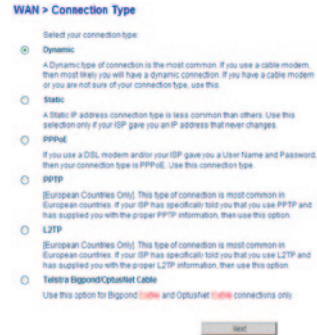 WAN > Connection Type
Select your connection type:
Dynamic
A Dynamic type of connection is the most common. If you use a cable modem,
then most likely you will have a dynamic connection. If you have a cable modem
or you are not sure of your connection type, use this.
Static
A Static IP address connection type is less common than others. Use this
selection only if your ISP gave you an IP address that never changes.
PPPoE
If you use a DSL modem and/or your ISP gave you a User Name and Password,
then your connection type is PPPoE. Use this connection type.
PPTP
[European Countries Only]. This type of connection is most common in
European countries. If your ISP has specifically told you that you use PPTP and
has supplied you with the proper PPTP information, then use this option.
L2TP
[European Countries Only]. This type of connection is most common in
European countries. If your ISP has specifically told you that you use L2TP and
has supplied you with the proper L2TP information, then use this option.
Telstra Bigpond/OptusNet Cable
Use this option for Bigpond Cable and OptusNet Cable connections only.
Next